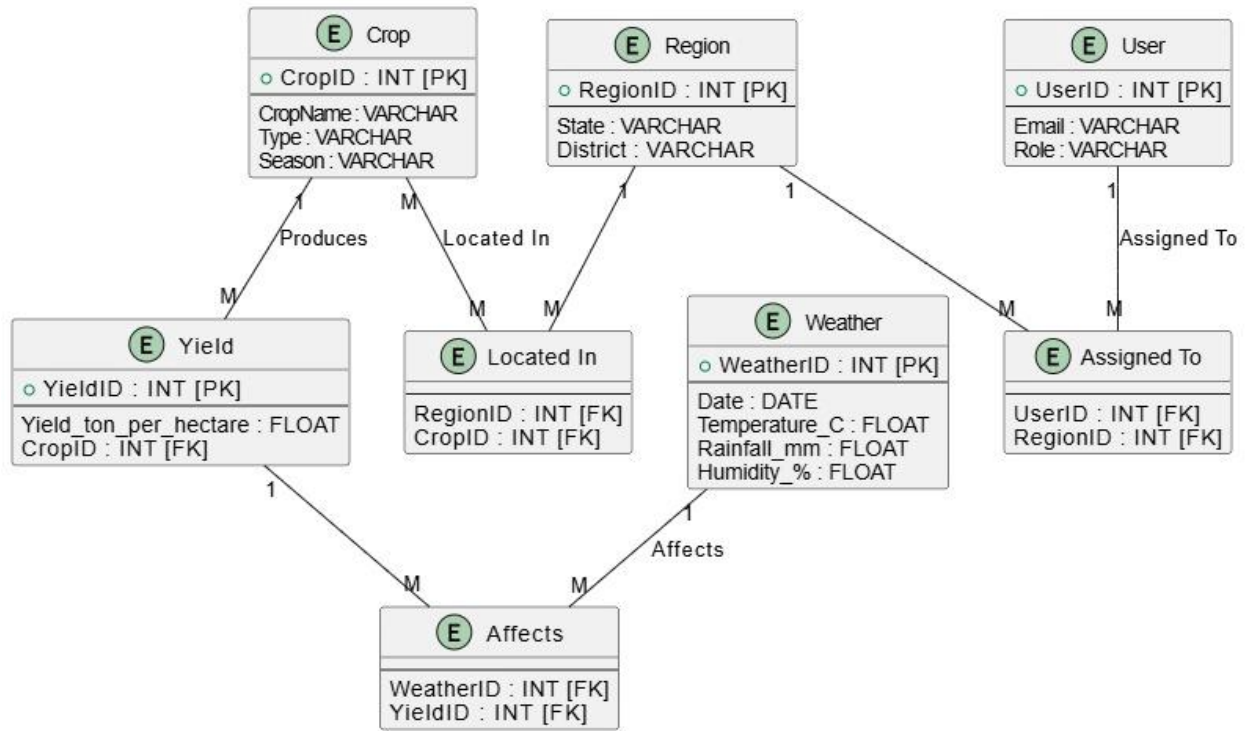 E Crop
CropID : INT [PK]
CropName : VARCHAR
Type : VARCHAR
Season : VARCHAR
E Region
RegionID : INT [PK]
State : VARCHAR
District : VARCHAR
E User
UserID : INT [PK]
Email : VARCHAR
Role : VARCHAR
1
M
1
1
1
Produces
Located In
Assigned To
M
M
M
M
M
E Yield
YieldID : INT [PK]
Yield_ton_per_hectare : FLOAT
CropID : INT [FK]
E Located In
RegionID : INT [FK]
CropID : INT [FK]
E Weather
WeatherID : INT [PK]
Date : DATE
Temperature_C : FLOAT
Rainfall_mm : FLOAT
Humidity_% : FLOAT
E Assigned To
UserID : INT [FK]
RegionID : INT [FK]
1
1
Affects
M
M
E Affects
WeatherID : INT [FK]
YieldID : INT [FK]